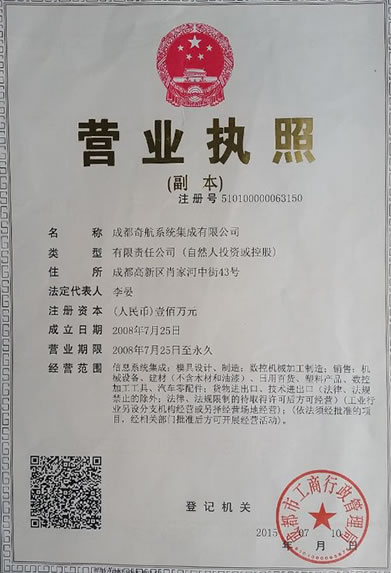 营业执照
(副 本)
注册号 510100000063150
名 称 成都奇航系统集成有限公司
类 型 有限责任公司（自然人投资或控股）
住 所 成都高新区肖家河中街43号
法定代表人 李晏
注册资本 (人民币)壹佰万元
成立日期 2008年7月25日
营业期限 2008年7月25日至永久
经营范围 信息系统集成；模具设计、制造；数控机械加工制造；销售：机
械设备、建材（不含木材和油漆）、日用百货、塑料产品、数控
加工工具、汽车零配件；货物进出口、技术进出口（法律、法规
禁止的除外；法律、法规限制的待取得许可后方可经营）（工业行
业另设分支机构经营或另择经营场地经营）；（依法须经批准的项
目，经相关部门批准后方可开展经营活动）。
登记机关
成都市工商行政管理局
2015 07 10
年 月 日